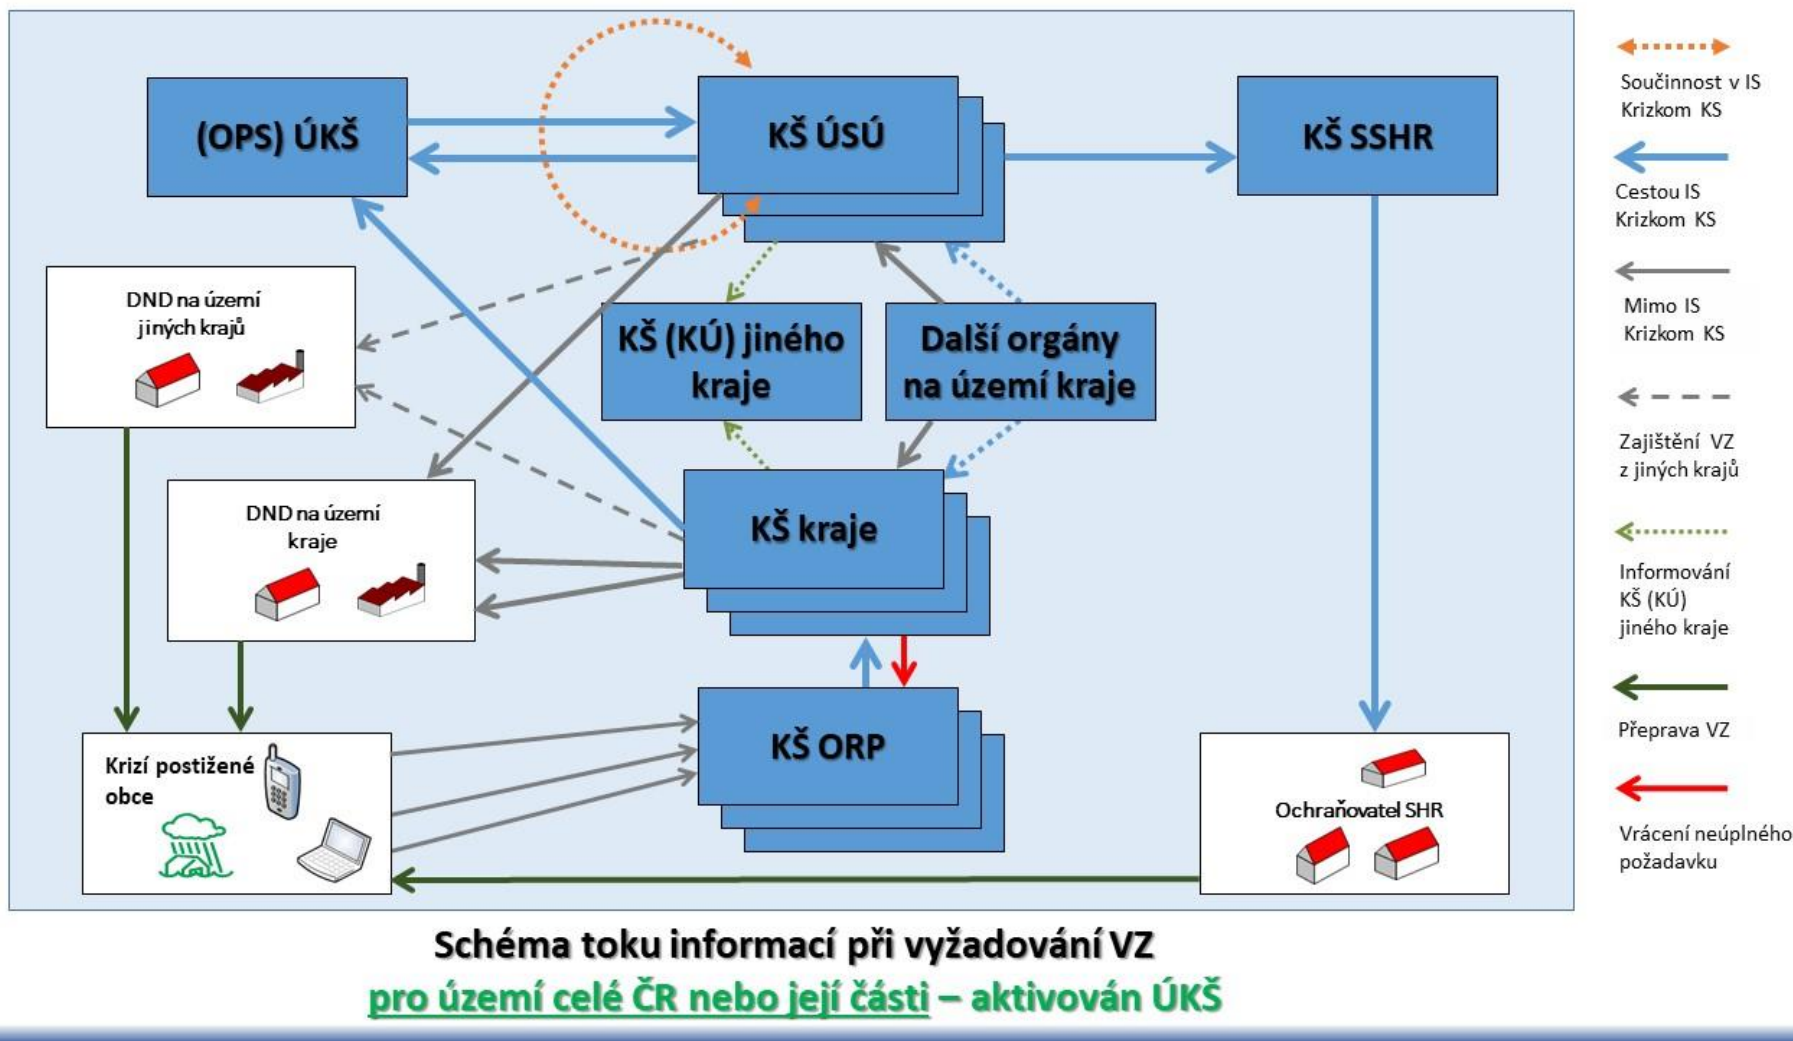 (OPS) ÚKŠ
KŠ ÚSÚ
KŠ SSHR
DND na území
jiných krajů
KŠ (KÚ) jiného
kraje
Další orgány
na území kraje
DND na území
kraje
KŠ kraje
Krizí postižené
obce
KŠ ORP
Ochraňovatel SHR
Součinnost v IS
Krizkom KS
Cestou IS
Krizkom KS
Mimo IS
Krizkom KS
Zajištění VZ
z jiných krajů
Informování
KŠ (KÚ)
jiného kraje
Přeprava VZ
Vrácení neúplného
požadavku
Schéma toku informací při vyžadování VZ
pro území celé ČR nebo její části – aktivován ÚKŠ